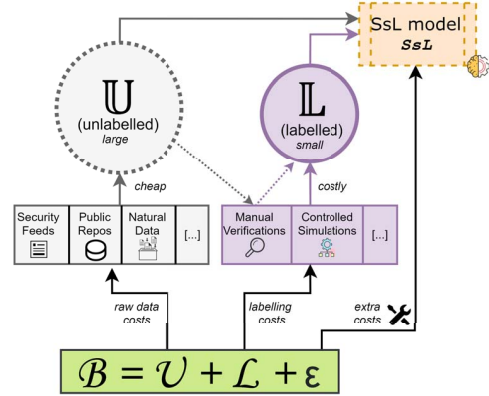 SsL model
SsL
𝕌
(unlabelled)
large
𝕃
(labelled)
small
cheap
costly
Security
Feeds
Public
Repos
Natural
Data
[...]
Manual
Verifications
Controlled
Simulations
[...]
raw data
costs
labelling
costs
extra
costs
ℬ = 𝒰 + ℒ + ε